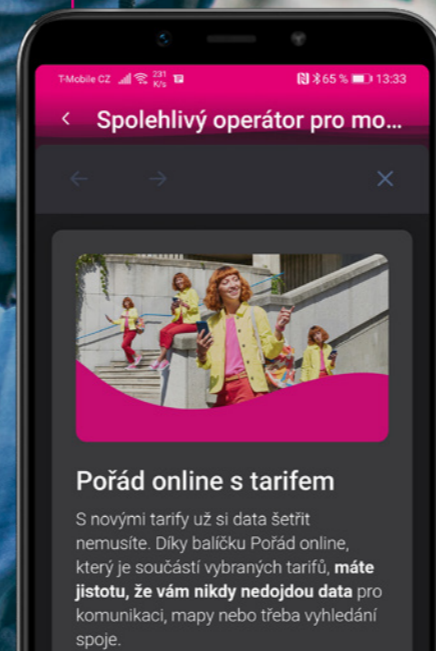 T-Mobile CZ 231 K/s 65 % 13:33
Spolehlivý operátor pro mo...
Pořád online s tarifem
S novými tarify už si data šetřit
nemusíte. Díky balíčku Pořád online,
který je součástí vybraných tarifů, máte
jistotu, že vám nikdy nedojdou data pro
komunikaci, mapy nebo třeba vyhledání
spoje.